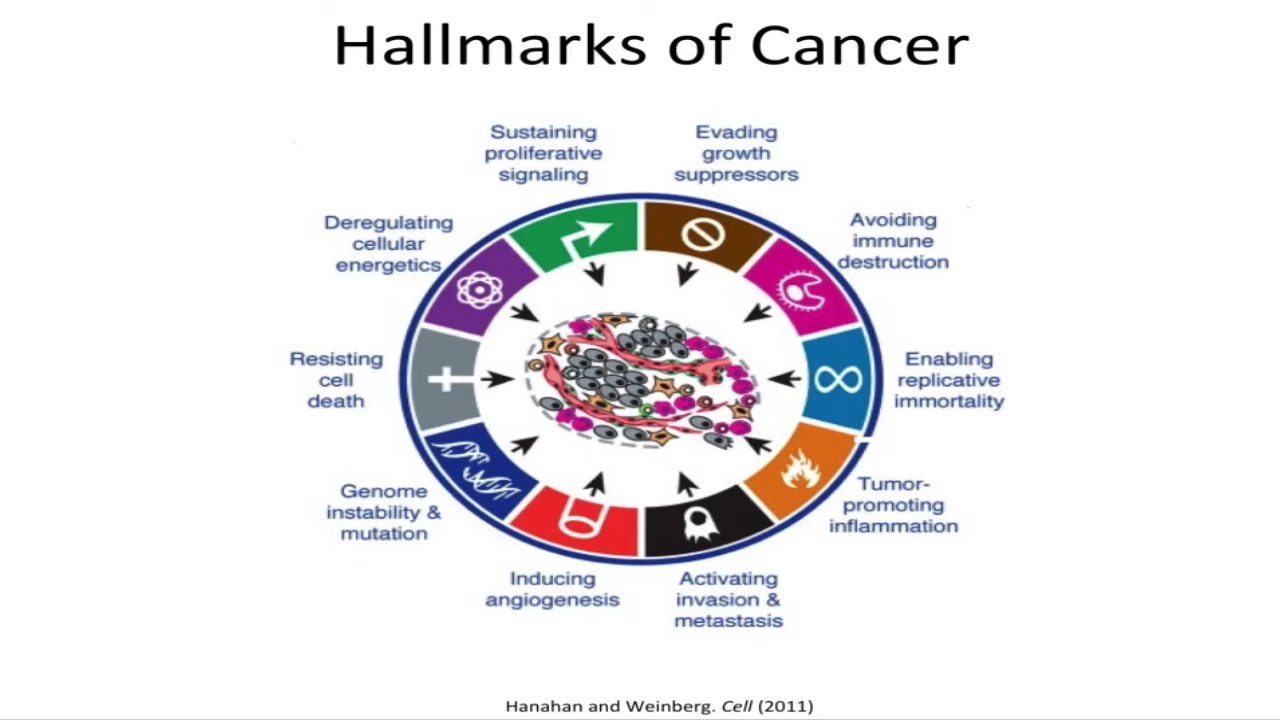 Hallmarks of Cancer
Sustaining
proliferative
signaling
Evading
growth
suppressors
Deregulating
cellular
energetics
Avoiding
immune
destruction
Resisting
cell
death
Enabling
replicative
immortality
Genome
instability &
mutation
Tumor-
promoting
inflammation
Inducing
angiogenesis
Activating
invasion &
metastasis
Hanahan and Weinberg. Cell (2011)